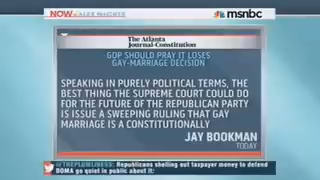 NOW
msnbc
The Atlanta
Journal-Constitution
GOP SHOULD PRAY IT LOSES
GAY-MARRIAGE DECISION
SPEAKING IN PURELY POLITICAL TERMS, THE
BEST THING THE SUPREME COURT COULD DO
FOR THE FUTURE OF THE REPUBLICAN PARTY
IS ISSUE A SWEEPING RULING THAT GAY
MARRIAGE IS A CONSTITUTIONALLY
JAY BOOKMAN
TODAY
Republicans shelling out taxpayer money to defend
DOMA go quiet in public about it: